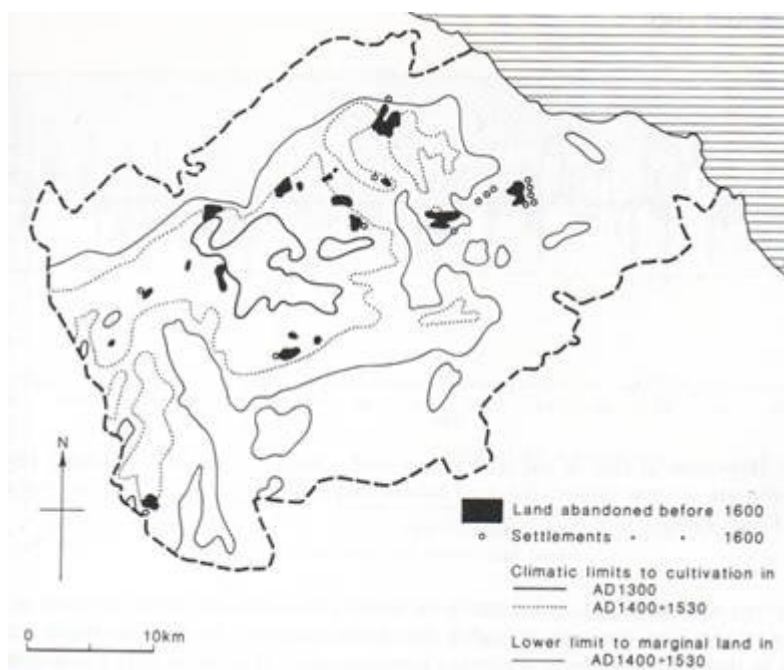 N
0 10km
Land abandoned before 1600
Settlements " " 1600
Climatic limits to cultivation in
AD1300
AD1400-1530
Lower limit to marginal land in
AD1400-1530